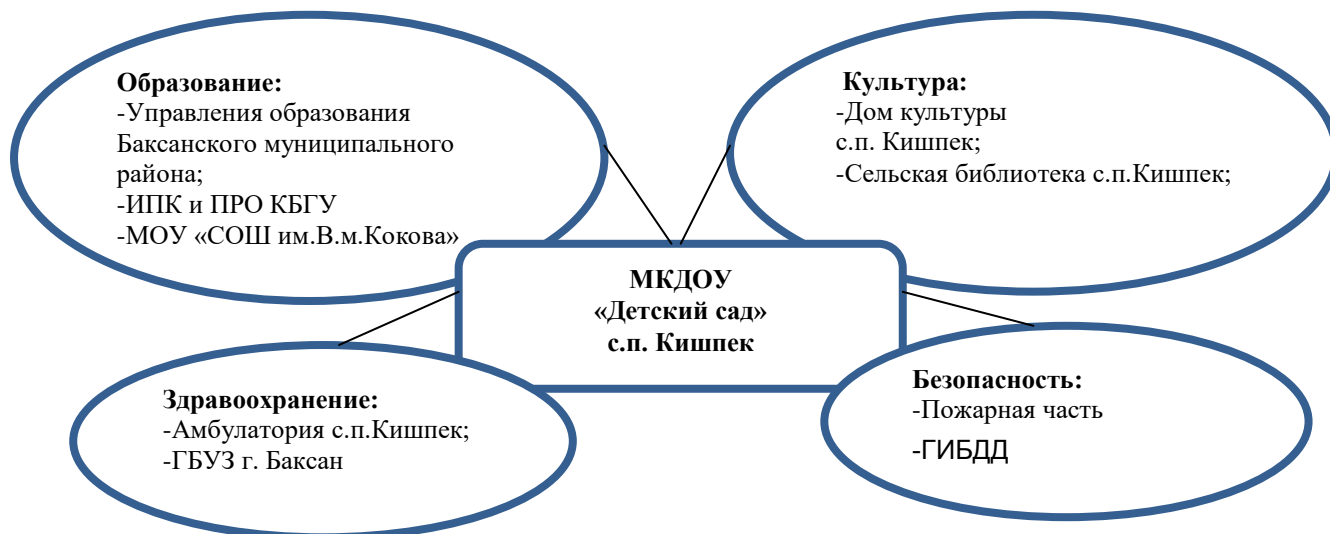 Образование:
-Управления образования
Баксанского муниципального
района;
-ИПК и ПРО КБГУ
-МОУ «СОШ им.В.м.Кокова»
Культура:
-Дом культуры
с.п. Кишпек;
-Сельская библиотека с.п.Кишпек;
МКДОУ
«Детский сад»
с.п. Кишпек
Здравоохранение:
-Амбулатория с.п.Кишпек;
-ГБУЗ г. Баксан
Безопасность:
-Пожарная часть
-ГИБДД